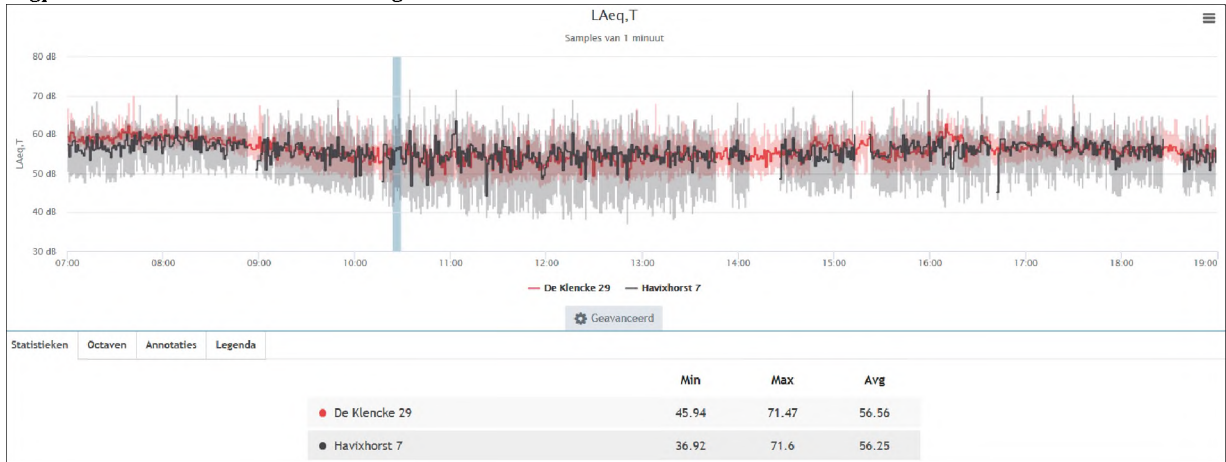 LAeq,T
Samples van 1 minuut
80 dB
70 dB
60 dB
50 dB
40 dB
30 dB
LAeq,T
07:00 08:00 09:00 10:00 11:00 12:00 13:00 14:00 15:00 16:00 17:00 18:00 19:00
De Klencke 29 Havixhorst 7
Geavanceerd
Statistieken Octaven Annotaties Legenda
Min Max Avg
De Klencke 29 45.94 71.47 56.56
Havixhorst 7 36.92 71.6 56.25